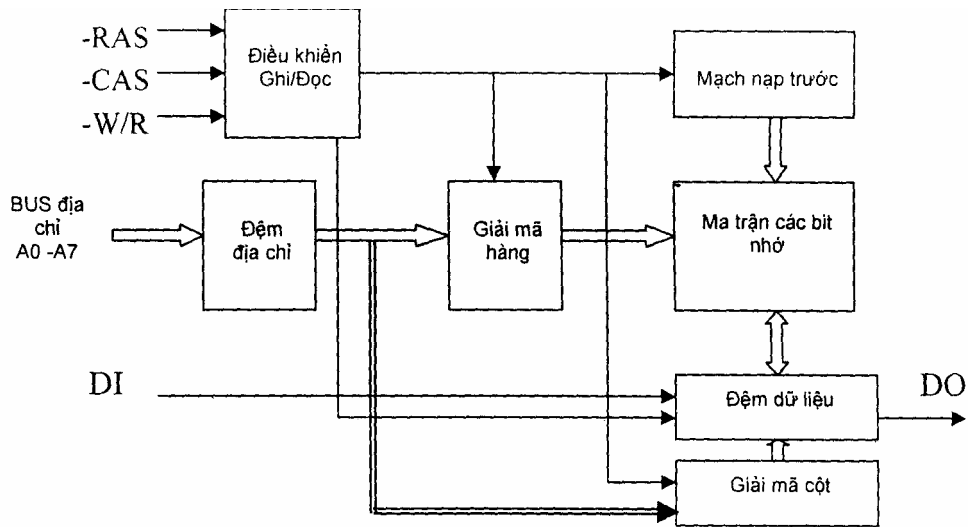 -RAS
-CAS
-W/R
Điều khiển
Ghi/Đọc
Mạch nạp trước
BUS địa
chỉ
A0 -A7
Đệm
địa chỉ
Giải mã
hàng
Ma trận các bit
nhớ
DI
Đệm dữ liệu
DO
Giải mã cột